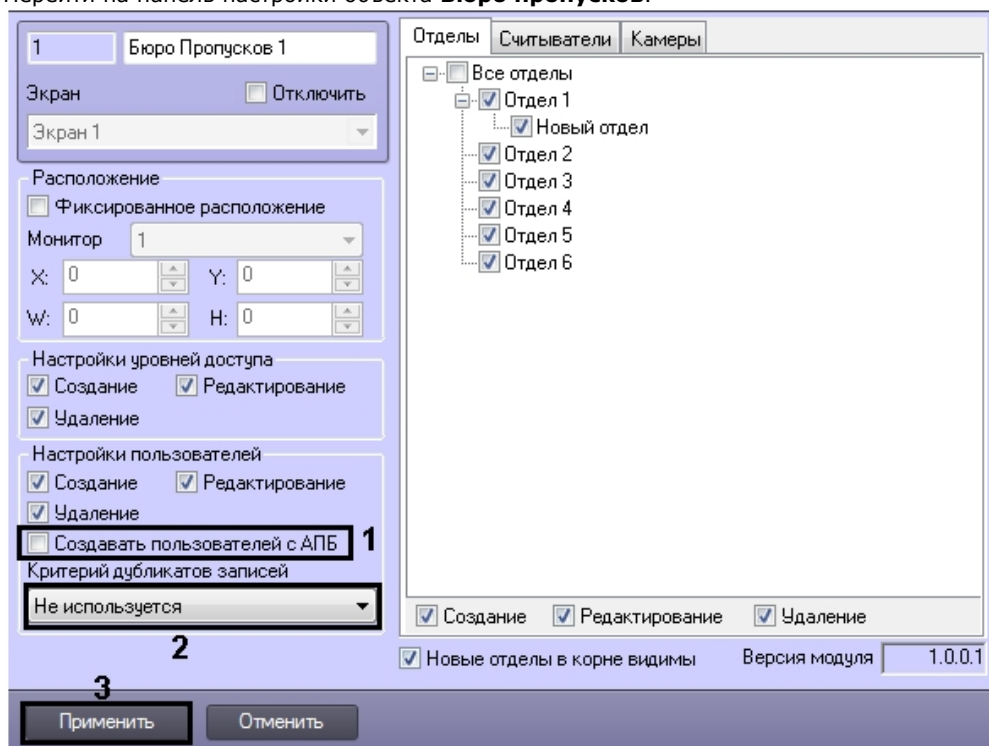 Перейти на панель настройки объекта Бюро пропусков.
1 Бюро Пропусков 1
Экран Отключить
Экран 1
Расположение
Фиксированное расположение
Монитор 1
X: 0 Y: 0
W: 0 H: 0
Настройки уровней доступа
Создание Редактирование
Удаление
Настройки пользователей
Создание Редактирование
Удаление
Создавать пользователей с АПБ 1
Критерий дубликатов записей
Не используется
2
3
Применить Отменить
Отделы Считыватели Камеры
Все отделы
Отдел 1
Новый отдел
Отдел 2
Отдел 3
Отдел 4
Отдел 5
Отдел 6
Создание Редактирование Удаление
Новые отделы в корне видимы Версия модуля 1.0.0.1